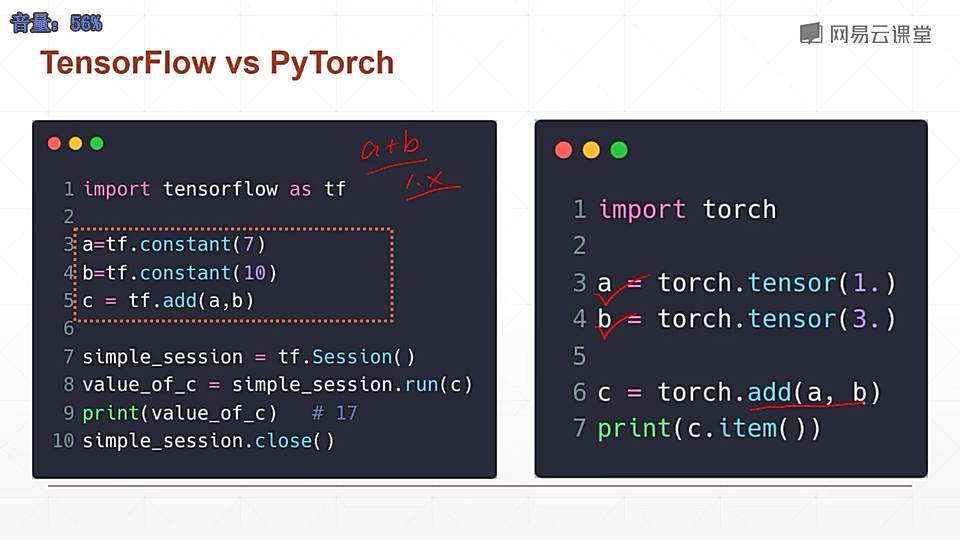 音量: 56%
网易云课堂
TensorFlow vs PyTorch
a+b
1.x
1 import tensorflow as tf
2
3 a=tf.constant(7)
4 b=tf.constant(10)
5 c = tf.add(a,b)
6
7 simple_session = tf.Session()
8 value_of_c = simple_session.run(c)
9 print(value_of_c)   # 17
10 simple_session.close()
1 import torch
2
3 a = torch.tensor(1.)
4 b = torch.tensor(3.)
5
6 c = torch.add(a, b)
7 print(c.item())